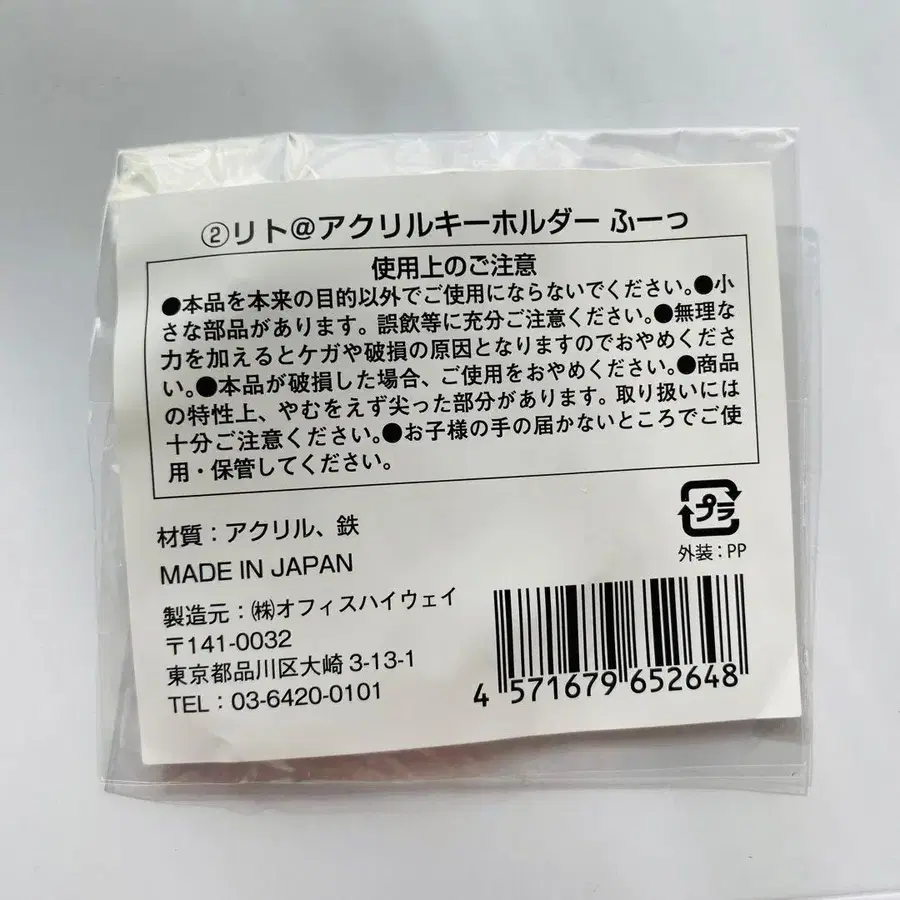 ②リト@アクリルキーホルダー ふーっ
使用上のご注意
●本品を本来の目的以外でご使用にならないでください。●小
さな部品があります。誤飲等に充分ご注意ください。●無理な
力を加えるとケガや破損の原因となりますのでおやめくださ
い。●本品が破損した場合、ご使用をおやめください。●商品
の特性上、やむをえず尖った部分があります。取り扱いには
十分ご注意ください。●お子様の手の届かないところでご使
用・保管してください。
材質：アクリル、鉄
MADE IN JAPAN
製造元：㈱オフィスハイウェイ
〒141-0032
東京都品川区大崎 3-13-1
TEL：03-6420-0101
プラ
外装：PP
4 571679 652648